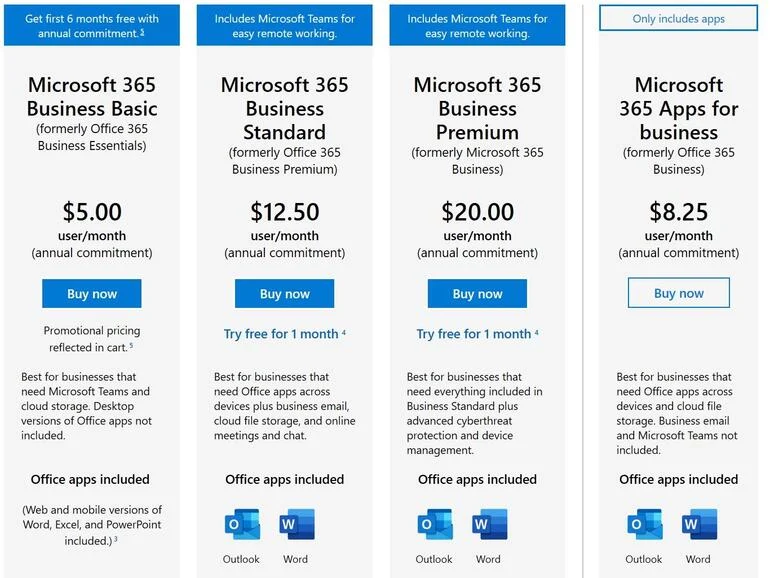 Get first 6 months free with
annual commitment. 5
Microsoft 365
Business Basic
(formerly Office 365
Business Essentials)
$5.00
user/month
(annual commitment)
Buy now
Promotional pricing
reflected in cart. 5
Best for businesses that
need Microsoft Teams and
cloud storage. Desktop
versions of Office apps not
included.
Office apps included
(Web and mobile versions of
Word, Excel, and PowerPoint
included.) 3
Includes Microsoft Teams for
easy remote working.
Microsoft 365
Business
Standard
(formerly Office 365
Business Premium)
$12.50
user/month
(annual commitment)
Buy now
Try free for 1 month 4
Best for businesses that
need Office apps across
devices plus business email,
cloud file storage, and online
meetings and chat.
Office apps included
O W
Outlook Word
Includes Microsoft Teams for
easy remote working.
Microsoft 365
Business
Premium
(formerly Microsoft 365
Business)
$20.00
user/month
(annual commitment)
Buy now
Try free for 1 month 4
Best for businesses that
need everything included in
Business Standard plus
advanced cyberthreat
protection and device
management.
Office apps included
O W
Outlook Word
Only includes apps
Microsoft
365 Apps for
business
(formerly Office 365
Business)
$8.25
user/month
(annual commitment)
Buy now
Best for businesses that
need Office apps across
devices and cloud file
storage. Business email
and Microsoft Teams not
included.
Office apps included
O W
Outlook Word